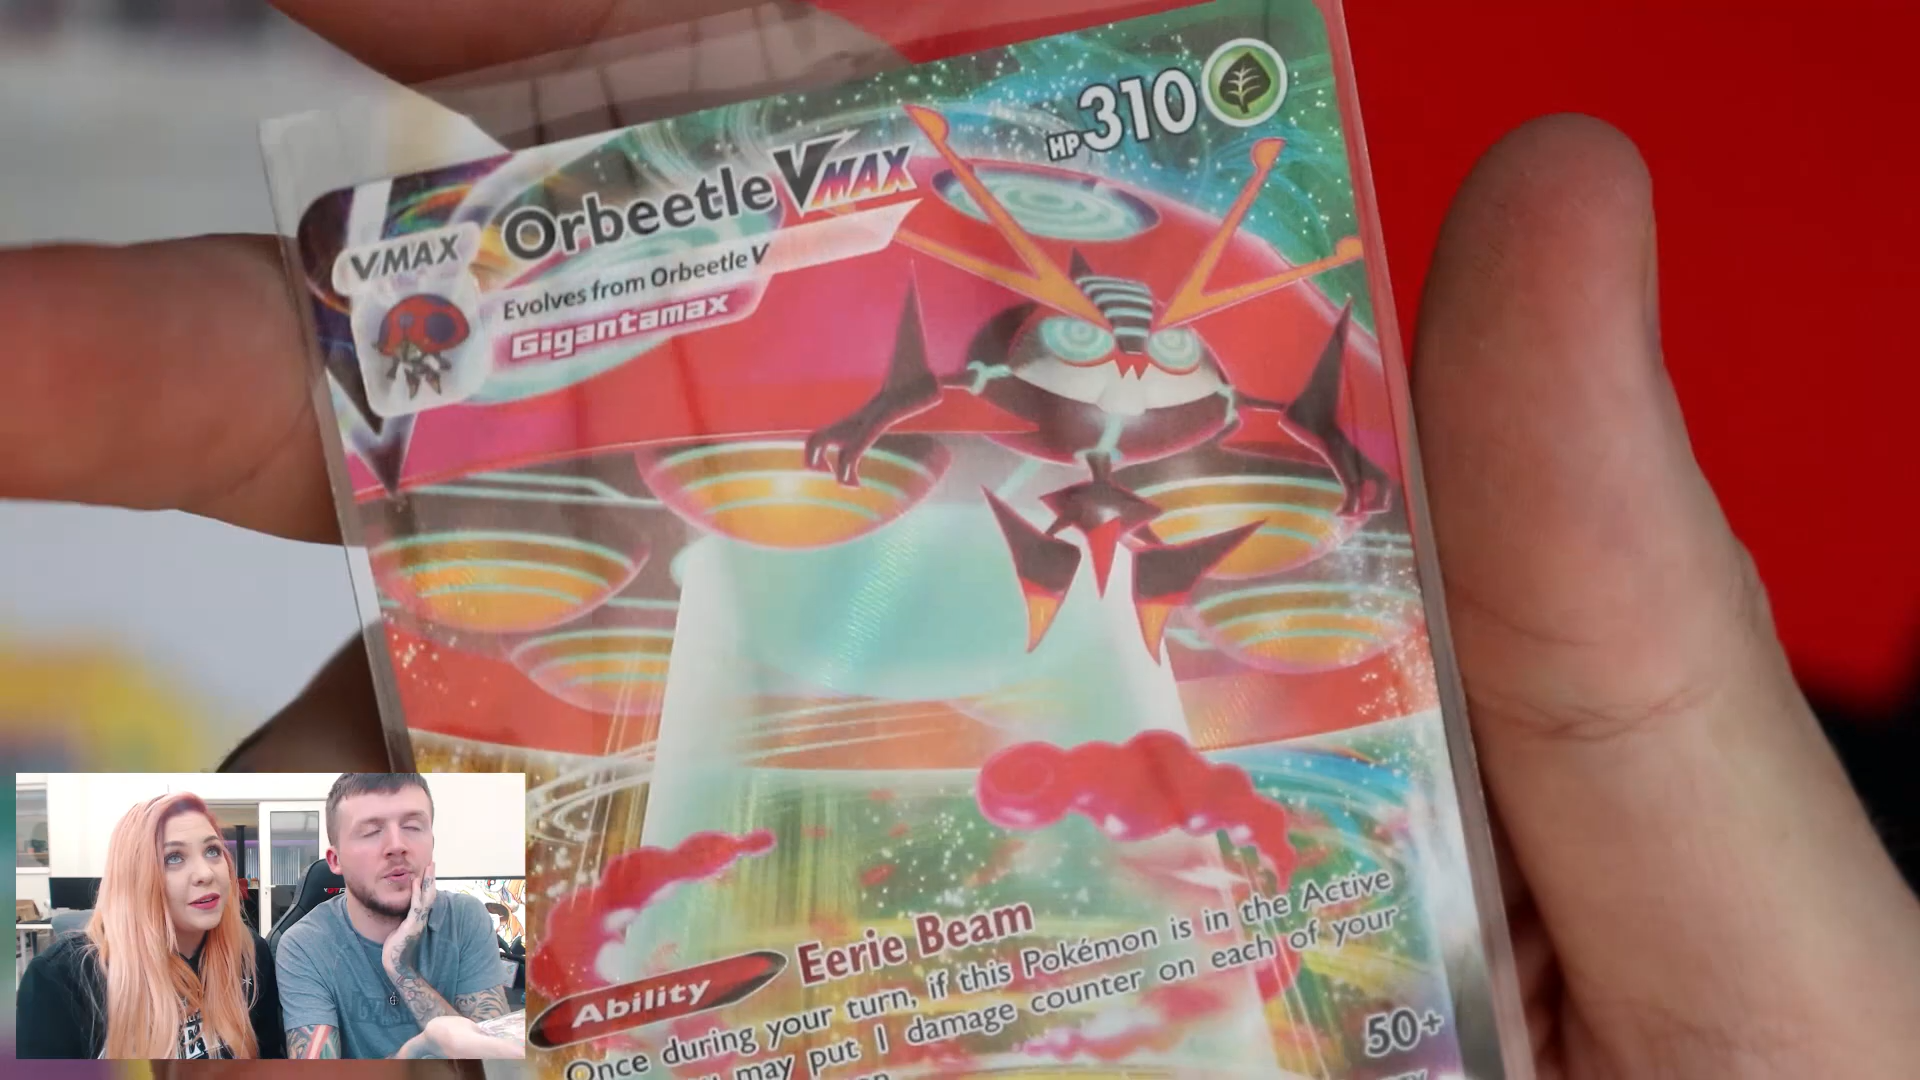 HP 310
Orbeetle VMAX
VMAX
Evolves from Orbeetle V
Gigantamax
Ability Eerie Beam
Once during your turn, if this Pokémon is in the Active
may put 1 damage counter on each of your
50+